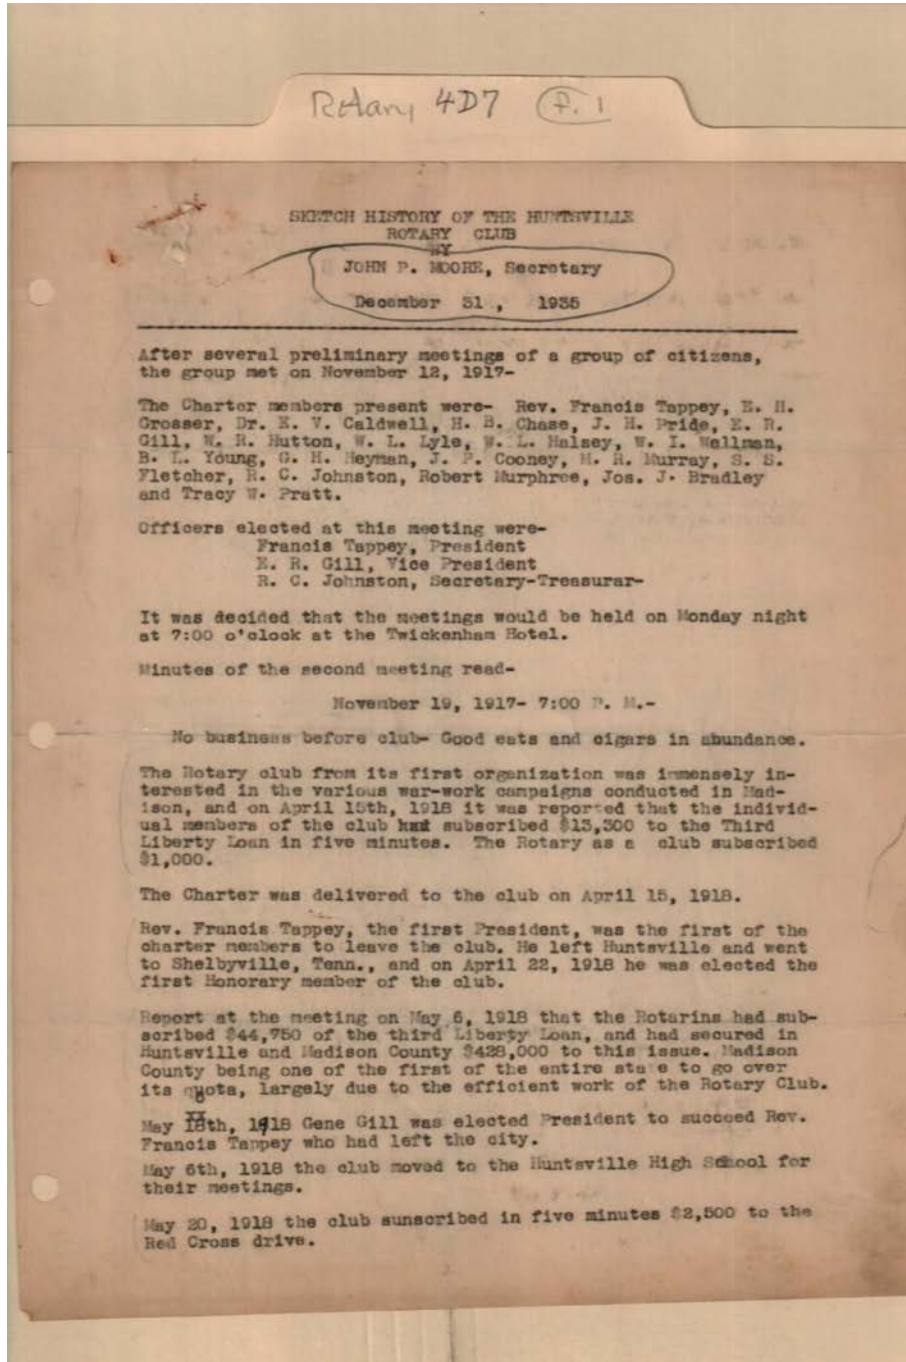 Rotary 4D7 P. 1
SKETCH HISTORY OF THE HUNTSVILLE
ROTARY CLUB
BY
JOHN P. MOORE, Secretary
December 31, 1935
After several preliminary meetings of a group of citizens,
the group met on November 12, 1917-
The Charter members present were- Rev. Francis Tappey, E. H.
Grosser, Dr. E. V. Caldwell, H. B. Chase, J. H. Pride, E. R.
Gill, W. R. Hutton, W. L. Lyle, W. L. Halsey, W. I. Wellman,
B. L. Young, G. H. Heyman, J. P. Cooney, M. R. Murray, S. S.
Fletcher, R. C. Johnston, Robert Murphree, Jos. J. Bradley
and Tracy W. Pratt.
Officers elected at this meeting were-
Francis Tappey, President
E. R. Gill, Vice President
R. C. Johnston, Secretary-Treasurar-
It was decided that the meetings would be held on Monday night
at 7:00 o'clock at the Twickenham Hotel.
Minutes of the second meeting read-
November 19, 1917- 7:00 P. M.-
No business before club- Good eats and cigars in abundance.
The Rotary club from its first organization was immensely in-
terested in the various war-work campaigns conducted in Mad-
ison, and on April 15th, 1918 it was reported that the individ-
ual members of the club had subscribed $13,300 to the Third
Liberty Loan in five minutes. The Rotary as a club subscribed
$1,000.
The Charter was delivered to the club on April 15, 1918.
Rev. Francis Tappey, the first President, was the first of the
charter members to leave the club. He left Huntsville and went
to Shelbyville, Tenn., and on April 22, 1918 he was elected the
first Honorary member of the club.
Report at the meeting on May 6, 1918 that the Rotarins had sub-
scribed $44,750 of the third Liberty Loan, and had secured in
Huntsville and Madison County $428,000 to this issue. Madison
County being one of the first of the entire state to go over
its quota, largely due to the efficient work of the Rotary Club.
May 1918 Gene Gill was elected President to succeed Rev.
Francis Tappey who had left the city.
May 6th, 1918 the club moved to the Huntsville High School for
their meetings.
May 20, 1918 the club sunscribed in five minutes $2,500 to the
Red Cross drive.